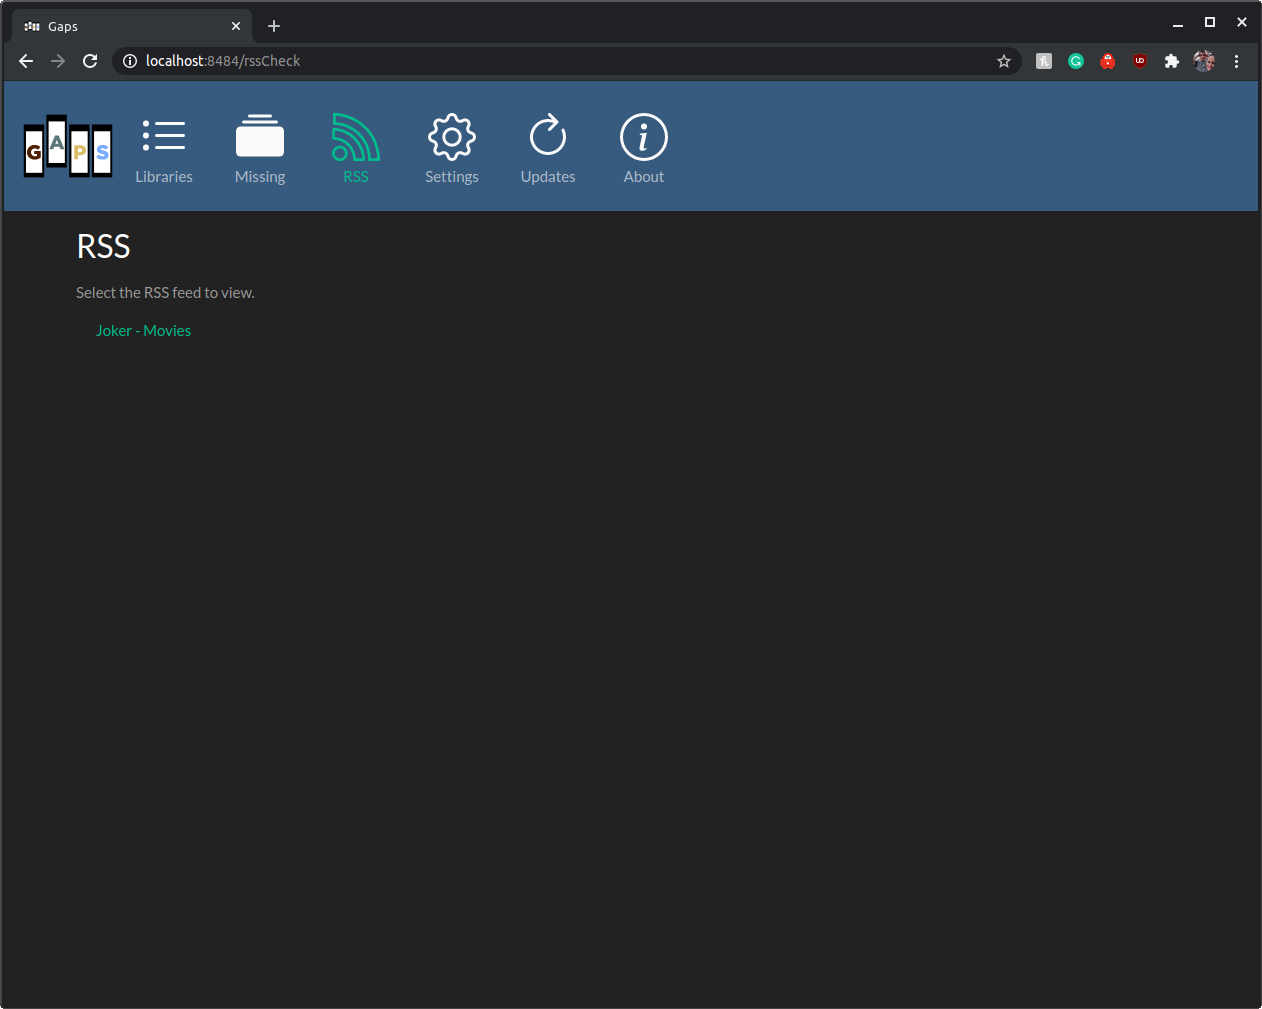 Gaps
localhost:8484/rssCheck
GAPS
Libraries
Missing
RSS
Settings
Updates
About
RSS
Select the RSS feed to view.
Joker - Movies